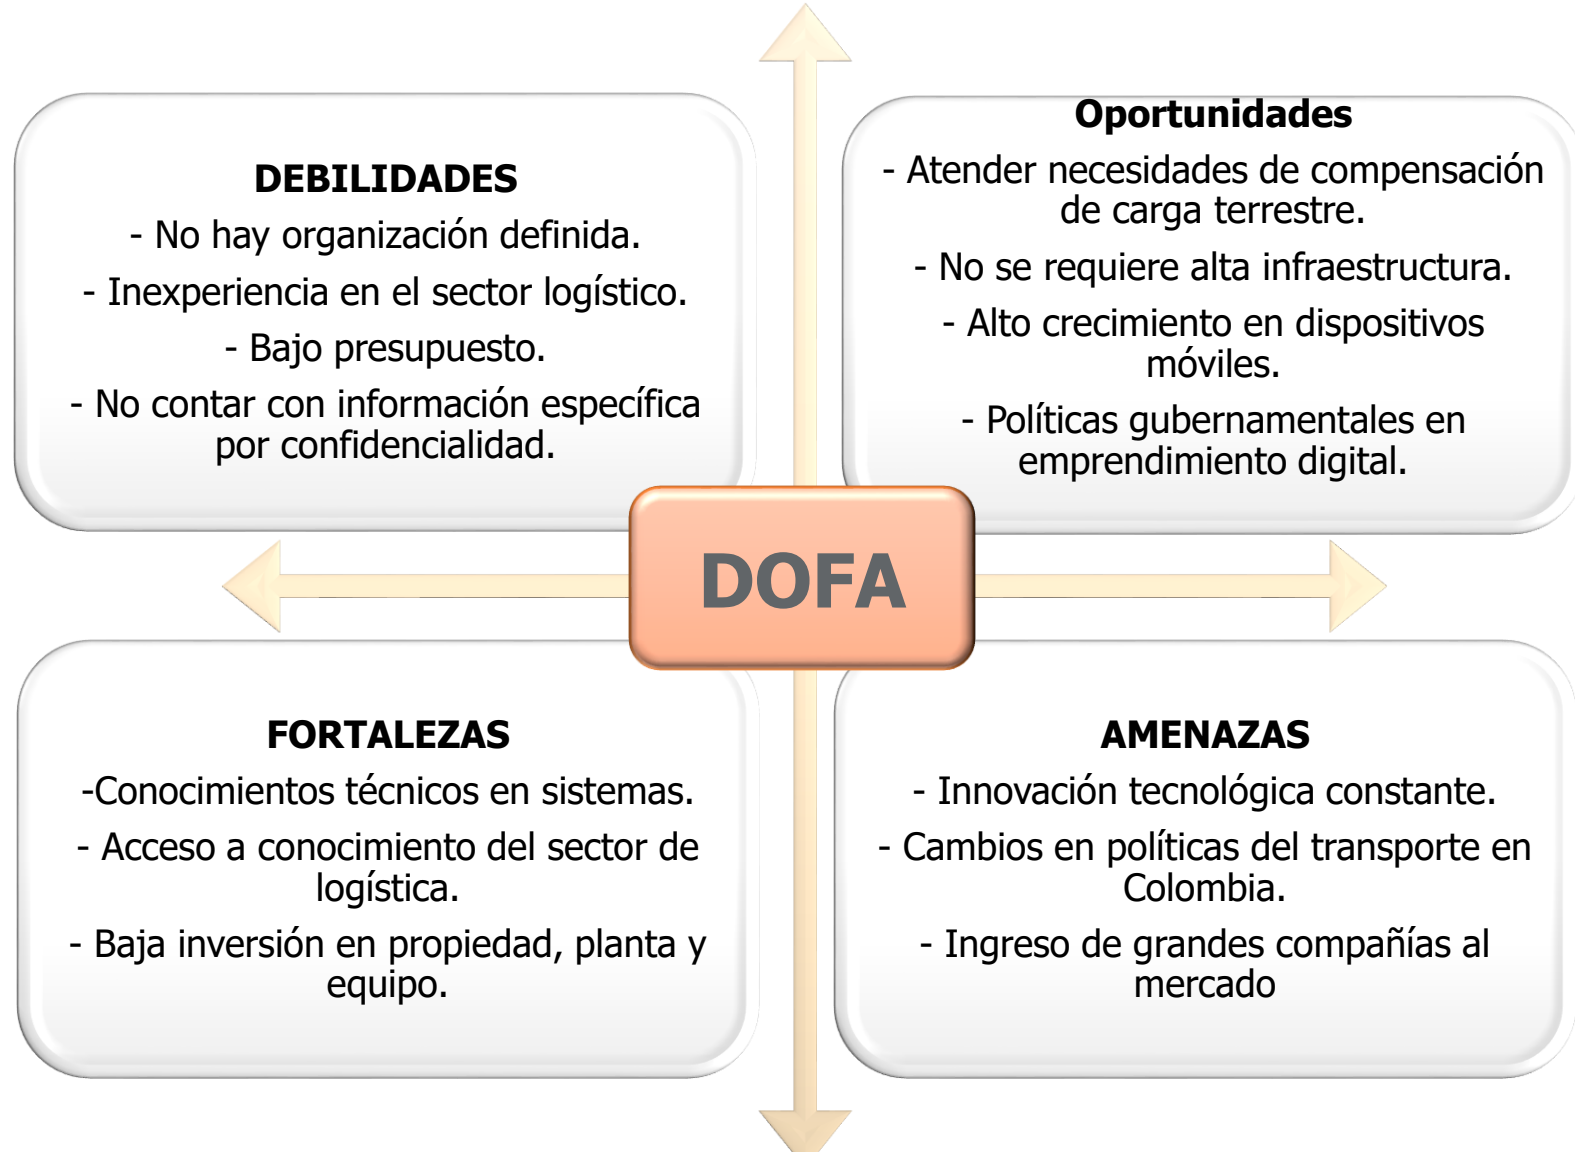 DEBILIDADES
- No hay organización definida.
- Inexperiencia en el sector logístico.
- Bajo presupuesto.
- No contar con información específica
por confidencialidad.
Oportunidades
- Atender necesidades de compensación
de carga terrestre.
- No se requiere alta infraestructura.
- Alto crecimiento en dispositivos
móviles.
- Políticas gubernamentales en
emprendimiento digital.
DOFA
FORTALEZAS
-Conocimientos técnicos en sistemas.
- Acceso a conocimiento del sector de
logística.
- Baja inversión en propiedad, planta y
equipo.
AMENAZAS
- Innovación tecnológica constante.
- Cambios en políticas del transporte en
Colombia.
- Ingreso de grandes compañías al
mercado